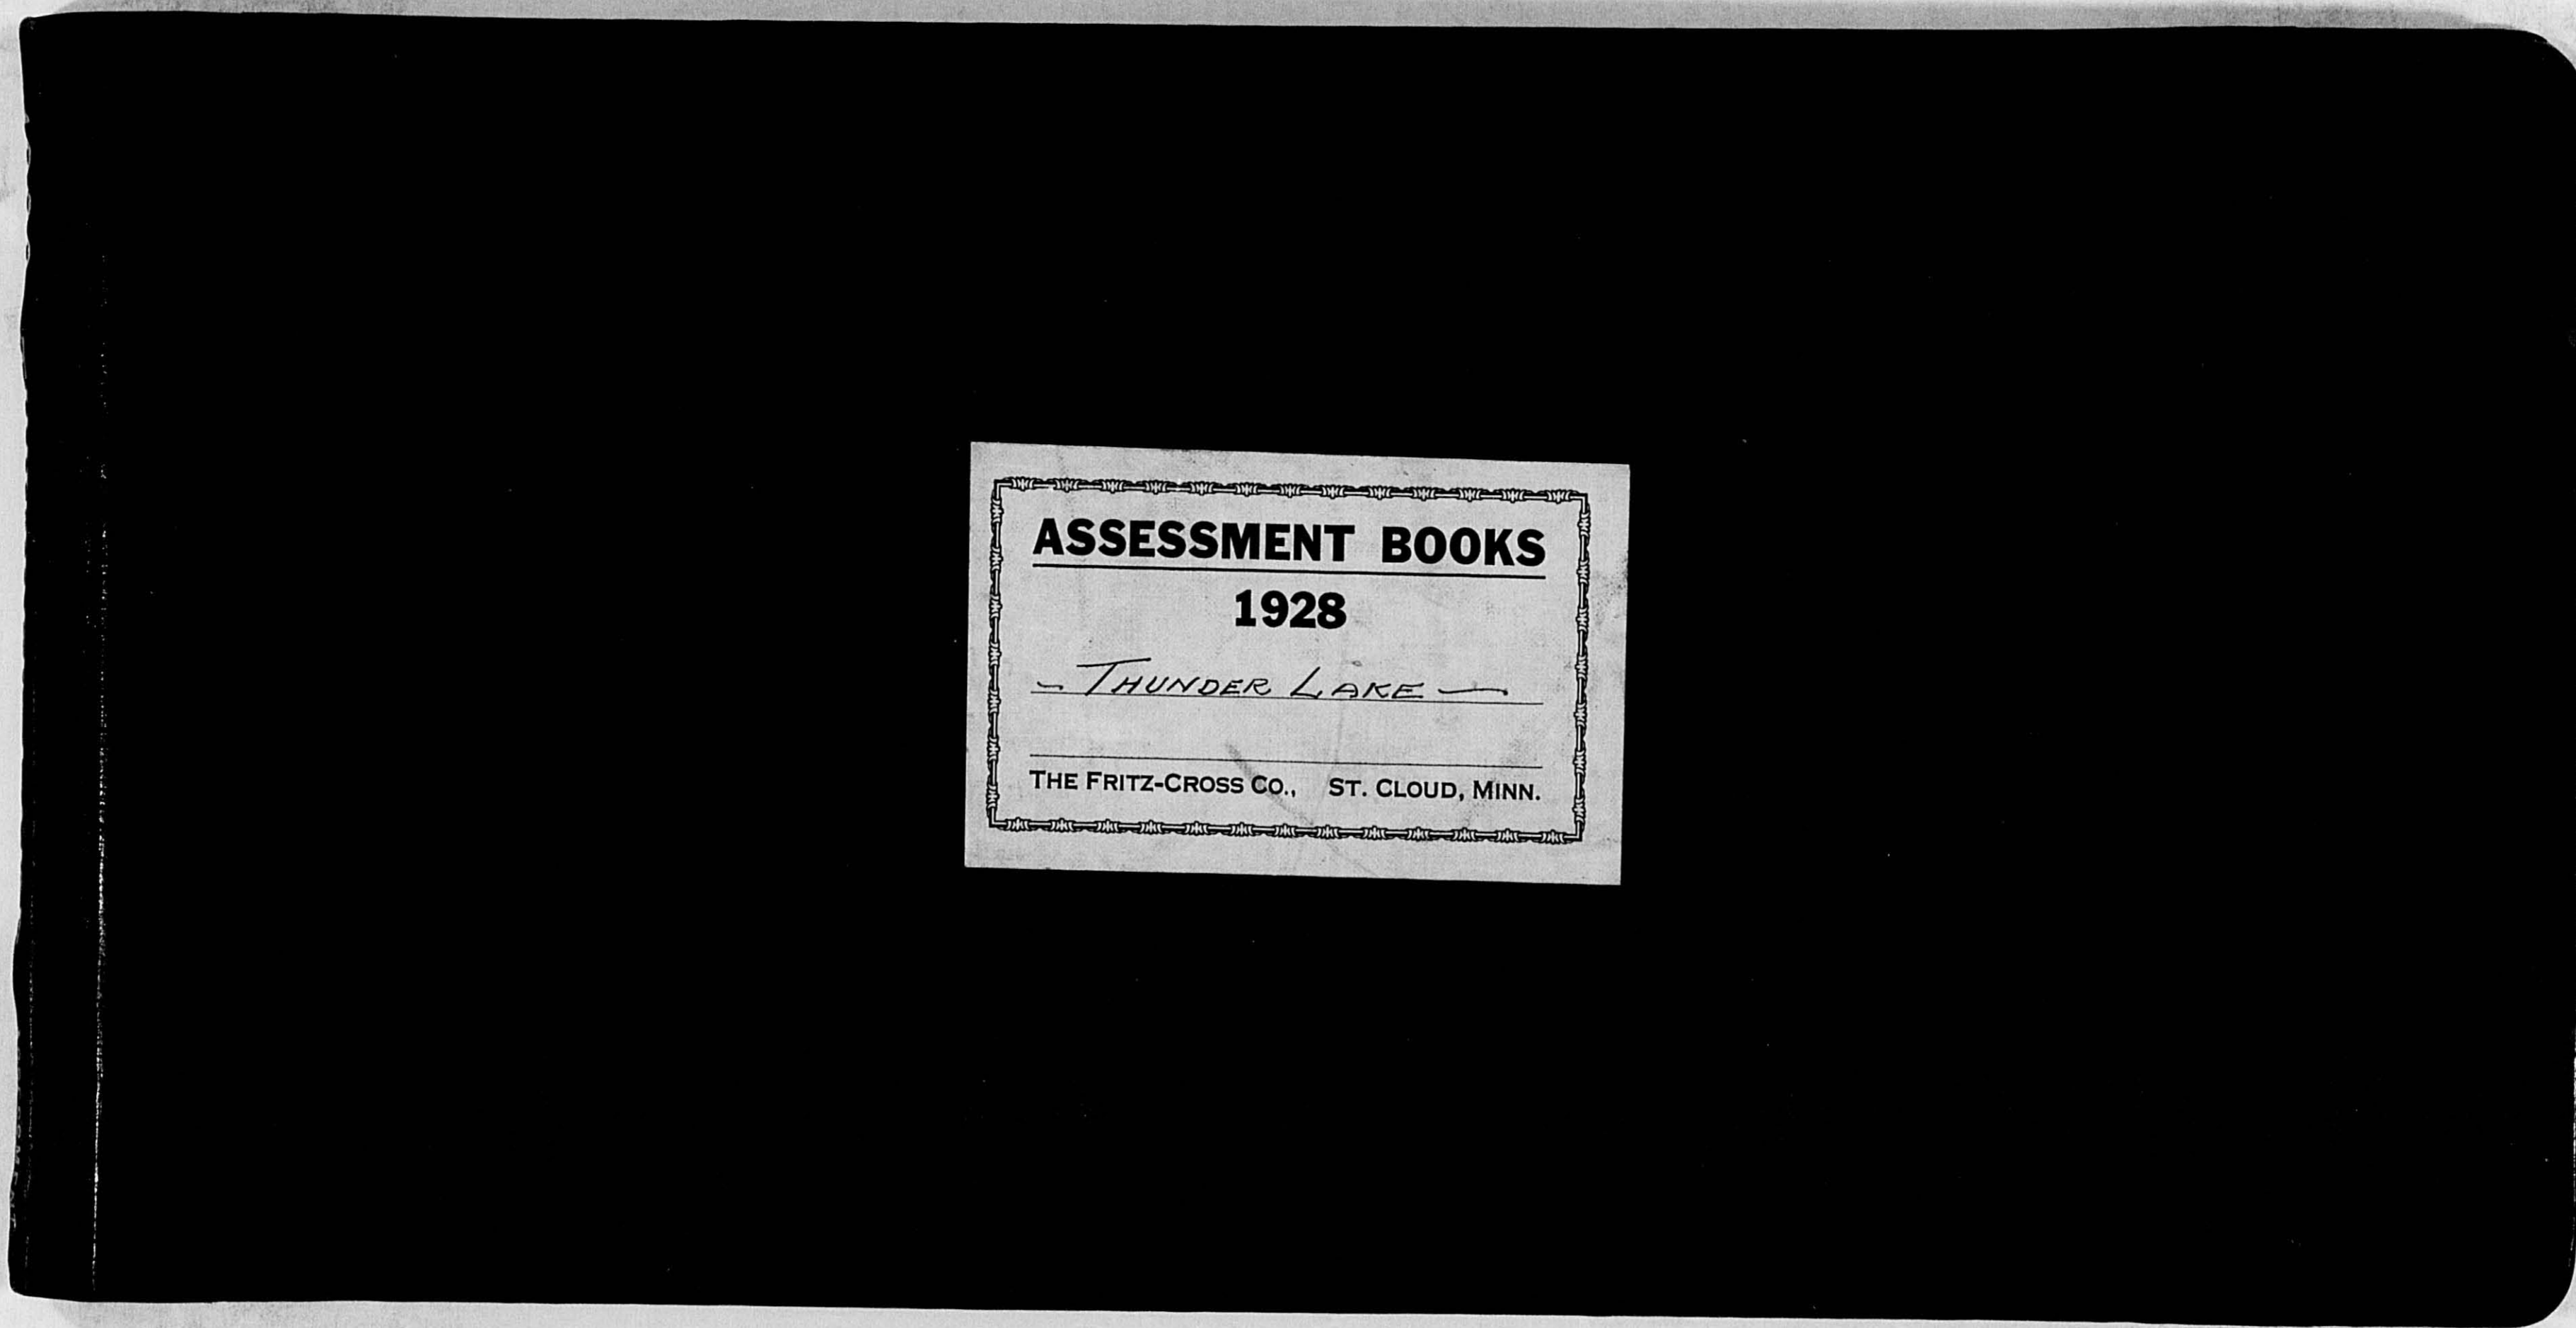 ASSESSMENT BOOKS
1928
- THUNDER LAKE -
THE FRITZ-CROSS CO., ST. CLOUD, MINN.